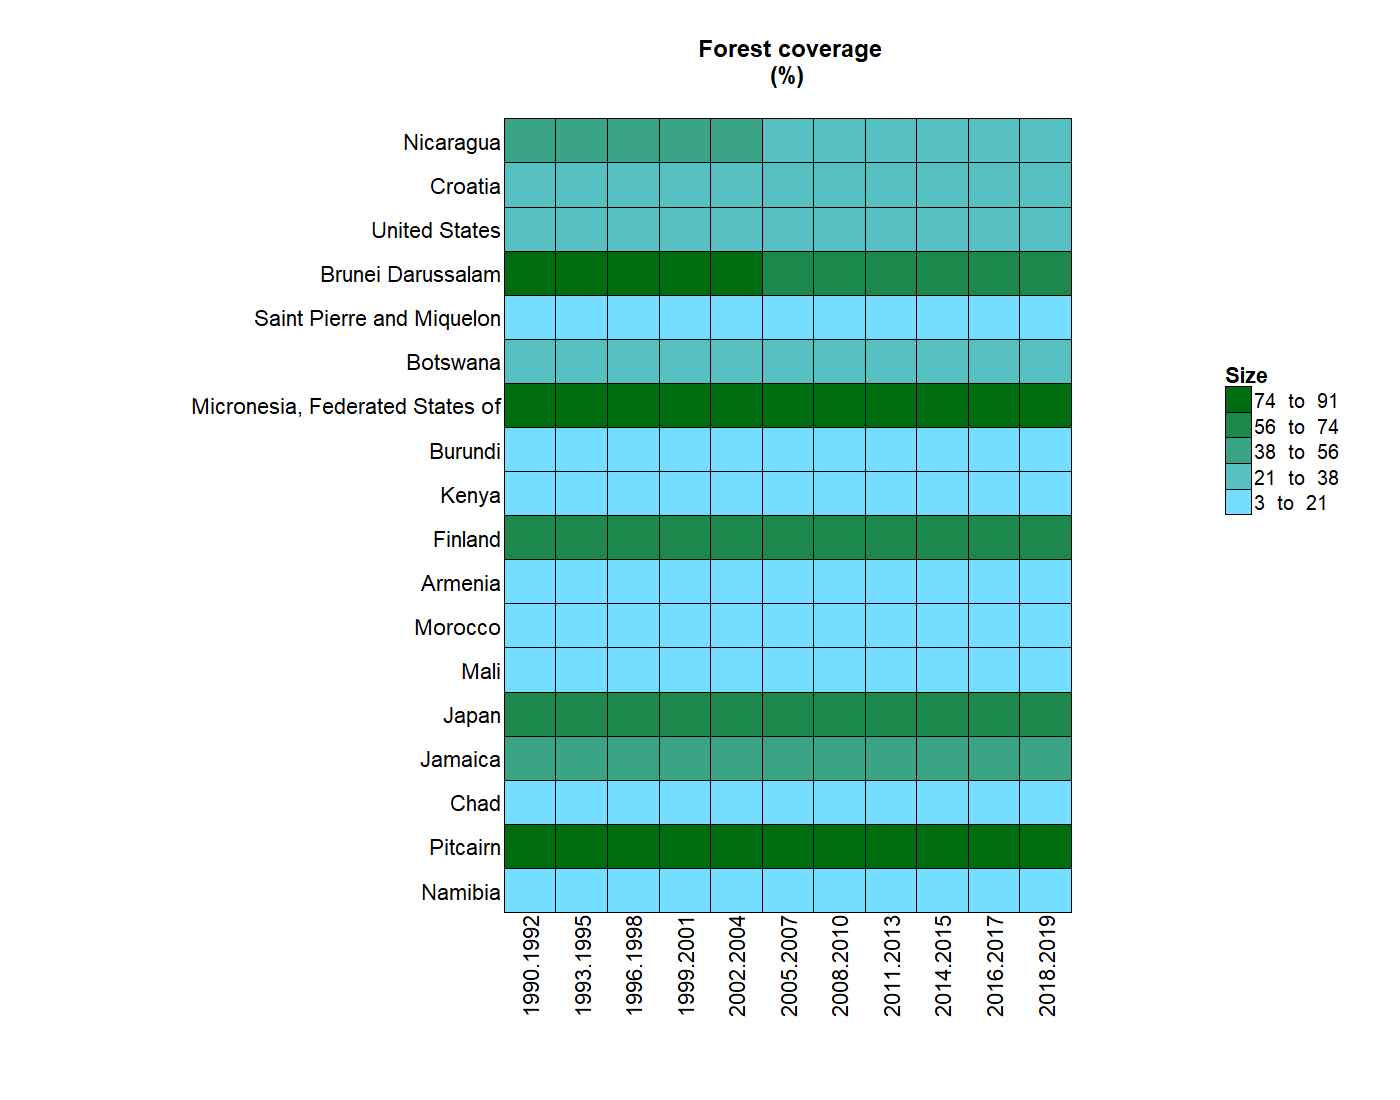 Forest coverage
(%)
Nicaragua
Croatia
United States
Brunei Darussalam
Saint Pierre and Miquelon
Botswana
Micronesia, Federated States of
Burundi
Kenya
Finland
Armenia
Morocco
Mali
Japan
Jamaica
Chad
Pitcairn
Namibia
1990.1992
1993.1995
1996.1998
1999.2001
2002.2004
2005.2007
2008.2010
2011.2013
2014.2015
2016.2017
2018.2019
Size
74 to 91
56 to 74
38 to 56
21 to 38
3 to 21